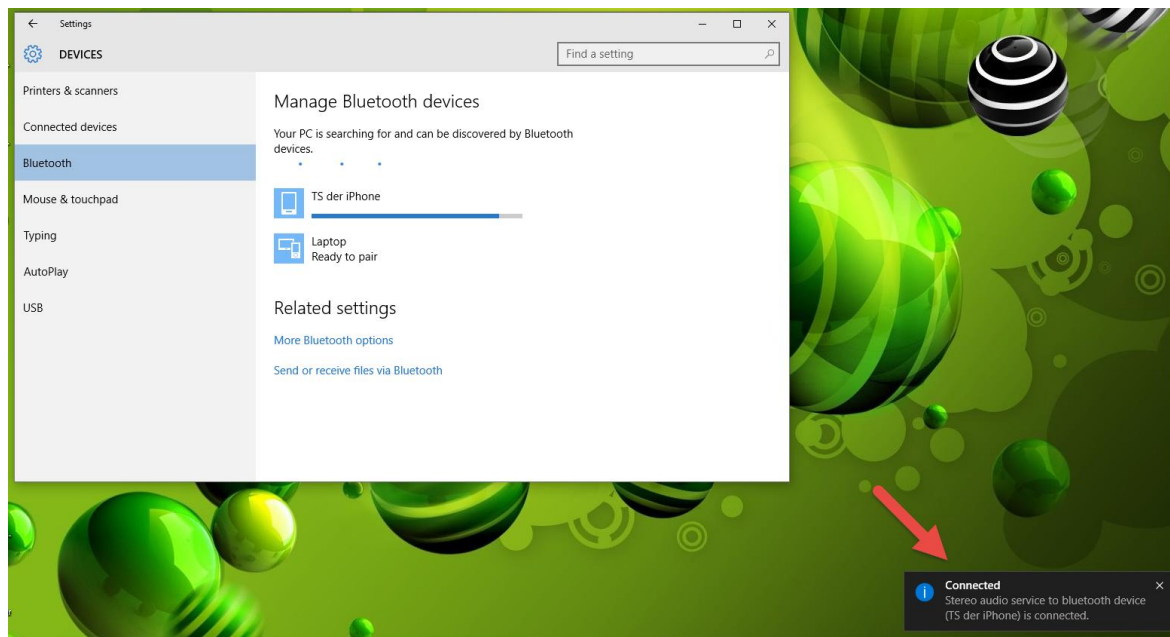 Settings
DEVICES
Find a setting
Printers & scanners
Connected devices
Bluetooth
Mouse & touchpad
Typing
AutoPlay
USB
Manage Bluetooth devices
Your PC is searching for and can be discovered by Bluetooth
devices.
TS der iPhone
Laptop
Ready to pair
Related settings
More Bluetooth options
Send or receive files via Bluetooth
Connected
Stereo audio service to bluetooth device
(TS der iPhone) is connected.